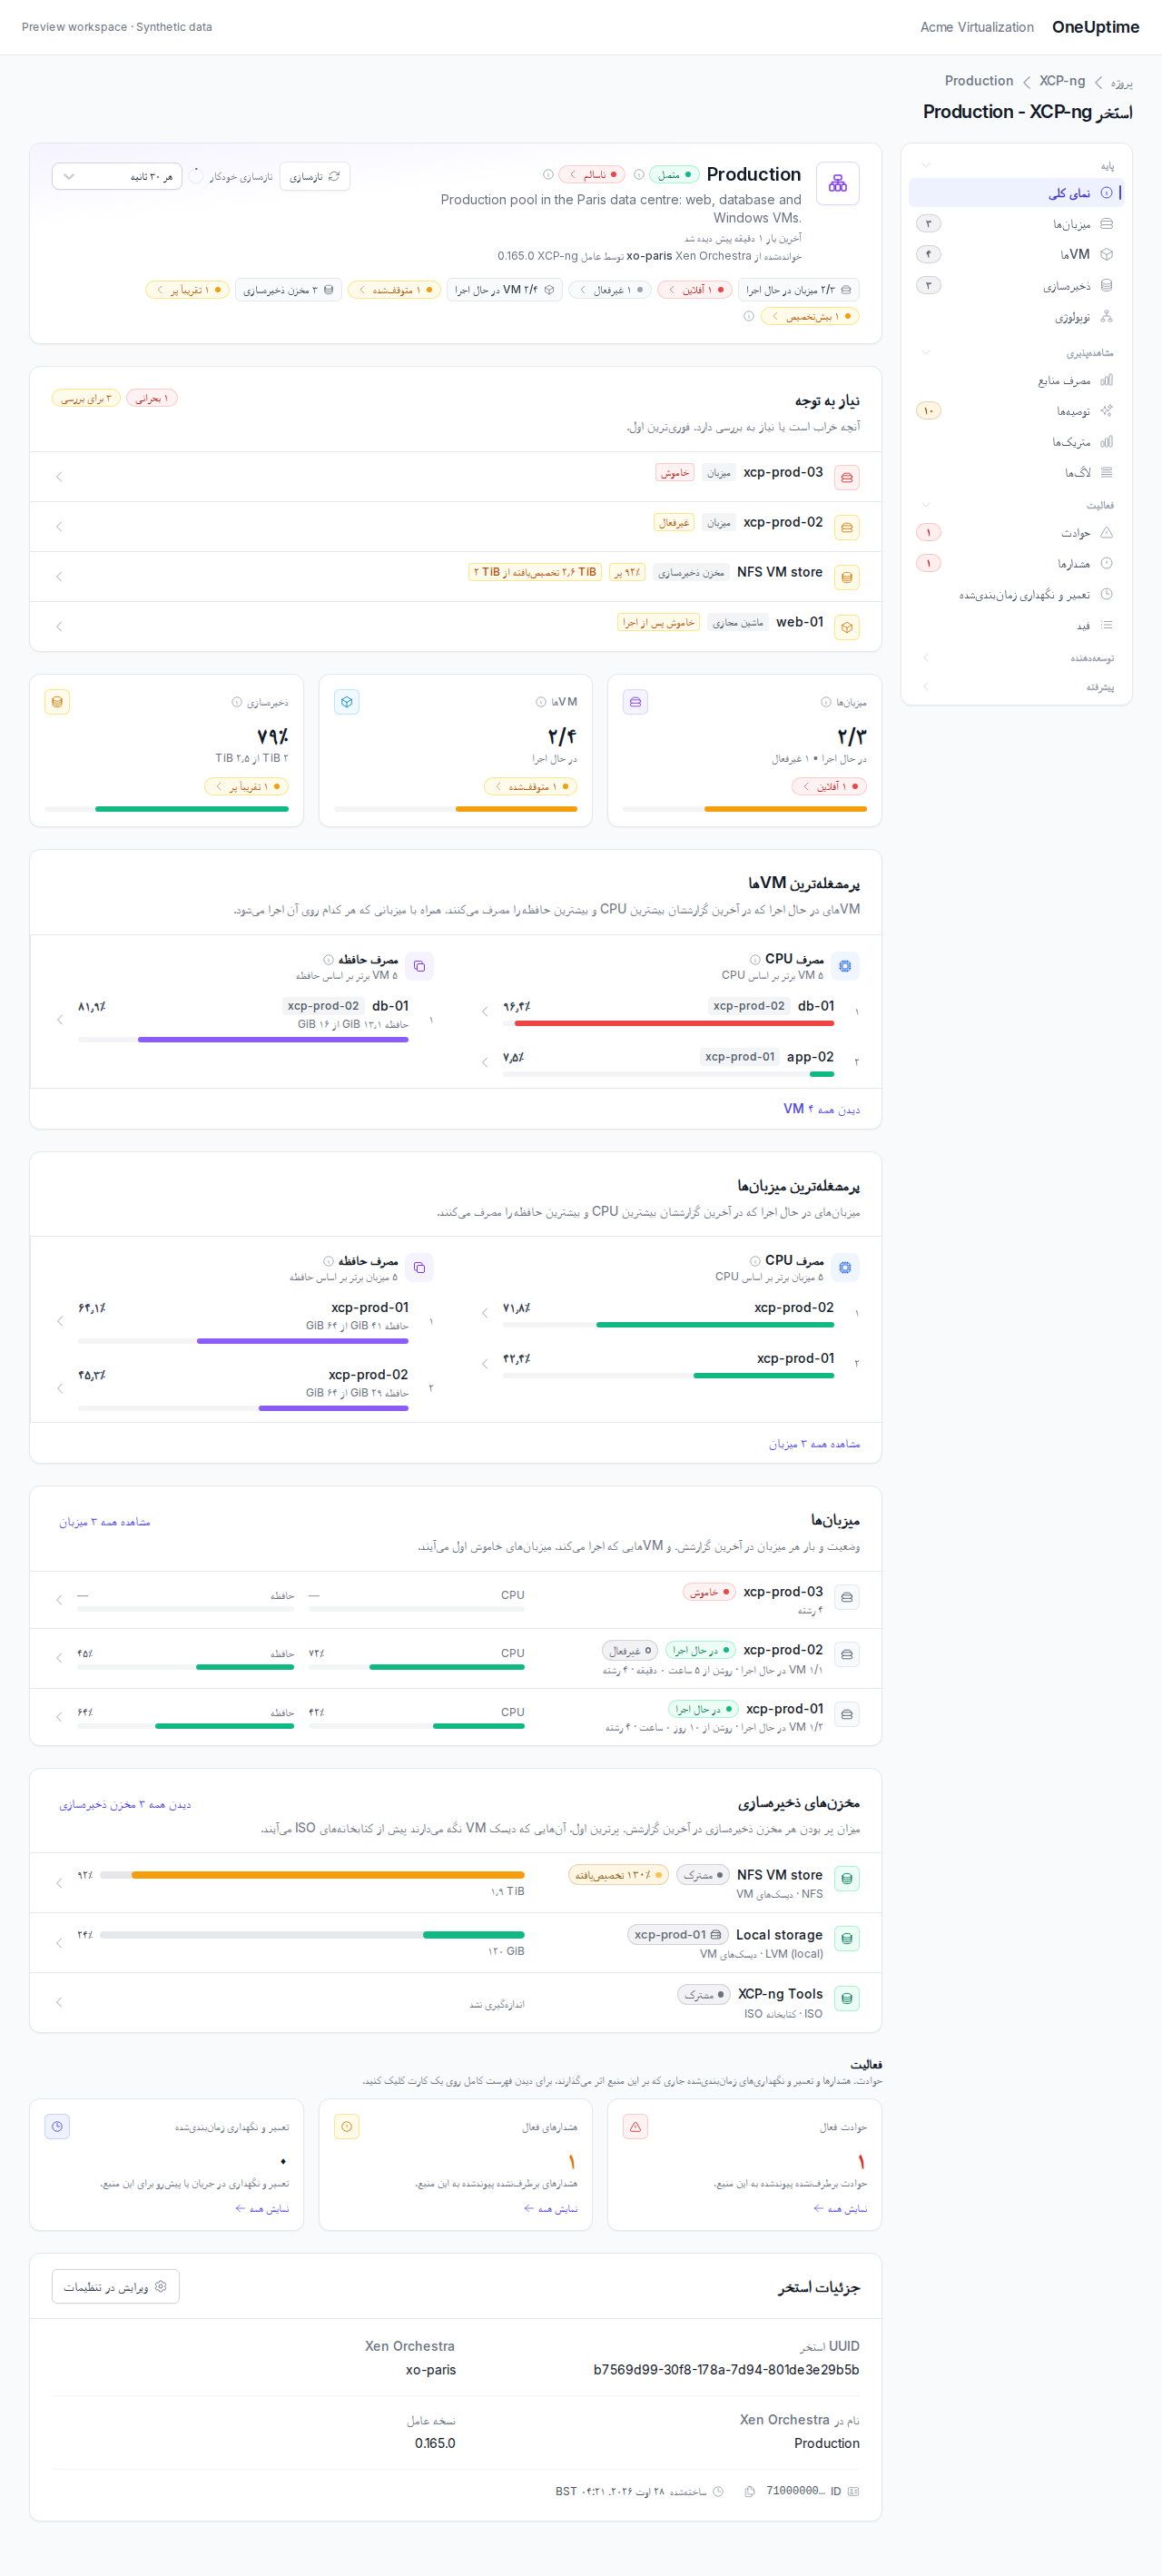 OneUptime
Acme Virtualization
Preview workspace · Synthetic data
پروژه
XCP-ng
Production
استخر Production - XCP-ng
پایه
نمای کلی
میزبان‌ها
۳
VMها
۴
ذخیره‌سازی
۳
توپولوژی
مشاهده‌پذیری
مصرف منابع
توصیه‌ها
۱۰
متریک‌ها
لاگ‌ها
فعالیت
حوادث
۱
هشدارها
۱
تعمیر و نگهداری زمان‌بندی‌شده
فید
توسعه‌دهنده
پیشرفته
Production
متصل
ناسالم
تازه‌سازی
تازه‌سازی خودکار
هر ۳۰ ثانیه
Production pool in the Paris data centre: web, database and
Windows VMs.
آخرین بار ۱ دقیقه پیش دیده شد
خوانده‌شده از xo-paris Xen Orchestra توسط عامل XCP-ng 0.165.0
۲/۳ میزبان در حال اجرا
۱ آفلاین
۱ غیرفعال
۲/۴ VM در حال اجرا
۱ متوقف‌شده
۳ مخزن ذخیره‌سازی
۱ تقریباً پر
۱ بیش‌تخصیص
نیاز به توجه
۱ بحرانی
۳ برای بررسی
آنچه خراب است یا نیاز به بررسی دارد. فوری‌ترین اول.
xcp-prod-03
میزبان
خاموش
xcp-prod-02
میزبان
غیرفعال
NFS VM store
مخزن ذخیره‌سازی
۹۲٪ پر
۲٫۶ TiB تخصیص‌یافته از ۲ TiB
web-01
ماشین مجازی
خاموش پس از اجرا
میزبان‌ها
۲/۳
در حال اجرا • ۱ غیرفعال
۱ آفلاین
VMها
۲/۴
در حال اجرا
۱ متوقف‌شده
ذخیره‌سازی
۷۹٪
۲ TiB از ۲٫۵ TiB
۱ تقریباً پر
پرمشغله‌ترین VMها
VMهای در حال اجرا که در آخرین گزارششان بیشترین CPU و بیشترین حافظه را مصرف می‌کنند. همراه با میزبانی که هر کدام روی آن اجرا می‌شود.
مصرف CPU
۵ VM برتر بر اساس CPU
۱
db-01
xcp-prod-02
۹۶٫۴٪
۲
app-02
xcp-prod-01
۷٫۵٪
مصرف حافظه
۵ VM برتر بر اساس حافظه
۱
db-01
xcp-prod-02
۸۱٫۹٪
حافظه ۱۳٫۱ GiB از ۱۶ GiB
دیدن همه ۴ VM
پرمشغله‌ترین میزبان‌ها
میزبان‌های در حال اجرا که در آخرین گزارششان بیشترین CPU و بیشترین حافظه را مصرف می‌کنند.
مصرف CPU
۵ میزبان برتر بر اساس CPU
۱
xcp-prod-02
۷۱٫۸٪
۲
xcp-prod-01
۴۲٫۴٪
مصرف حافظه
۵ میزبان برتر بر اساس حافظه
۱
xcp-prod-01
۶۴٫۱٪
حافظه ۴۱ GiB از ۶۴ GiB
۲
xcp-prod-02
۴۵٫۳٪
حافظه ۲۹ GiB از ۶۴ GiB
مشاهده همه ۳ میزبان
میزبان‌ها
مشاهده همه ۳ میزبان
وضعیت و بار هر میزبان در آخرین گزارشش، و VMهایی که اجرا می‌کند. میزبان‌های خاموش اول می‌آیند.
xcp-prod-03
خاموش
۴ رشته
CPU
—
حافظه
—
xcp-prod-02
در حال اجرا
غیرفعال
۱/۱ VM در حال اجرا · روشن از ۵ ساعت ۰ دقیقه · ۴ رشته
CPU
۷۲٪
حافظه
۴۵٪
xcp-prod-01
در حال اجرا
۱/۲ VM در حال اجرا · روشن از ۱۰ روز ۰ ساعت · ۴ رشته
CPU
۴۲٪
حافظه
۶۴٪
مخزن‌های ذخیره‌سازی
دیدن همه ۳ مخزن ذخیره‌سازی
میزان پر بودن هر مخزن ذخیره‌سازی در آخرین گزارشش. پرترین اول. آن‌هایی که دیسک VM نگه می‌دارند پیش از کتابخانه‌های ISO می‌آیند.
NFS VM store
مشترک
۱۳۰٪ تخصیص‌یافته
NFS · دیسک‌های VM
۹۲٪
۱٫۹ TiB
Local storage
xcp-prod-01
LVM (local) · دیسک‌های VM
۲۴٪
۱۲۰ GiB
XCP-ng Tools
مشترک
ISO · کتابخانه ISO
اندازه‌گیری نشد
فعالیت
حوادث، هشدارها و تعمیر و نگهداری‌های زمان‌بندی‌شده جاری که بر این منبع اثر می‌گذارند. برای دیدن فهرست کامل روی یک کارت کلیک کنید.
حوادث فعال
۱
حوادث برطرف‌نشده پیوندشده به این منبع.
نمایش همه
هشدارهای فعال
۱
هشدارهای برطرف‌نشده پیوندشده به این منبع.
نمایش همه
تعمیر و نگهداری زمان‌بندی‌شده
۰
تعمیر و نگهداری در جریان یا پیش‌رو برای این منبع.
نمایش همه
جزئیات استخر
ویرایش در تنظیمات
UUID استخر
b7569d99-30f8-178a-7d94-801de3e29b5b
Xen Orchestra
xo-paris
نام در Xen Orchestra
Production
نسخه عامل
0.165.0
ID
71000000…
ساخته‌شده ۲۸ اوت ۲۰۲۶، ۰۴:۲۱ BST